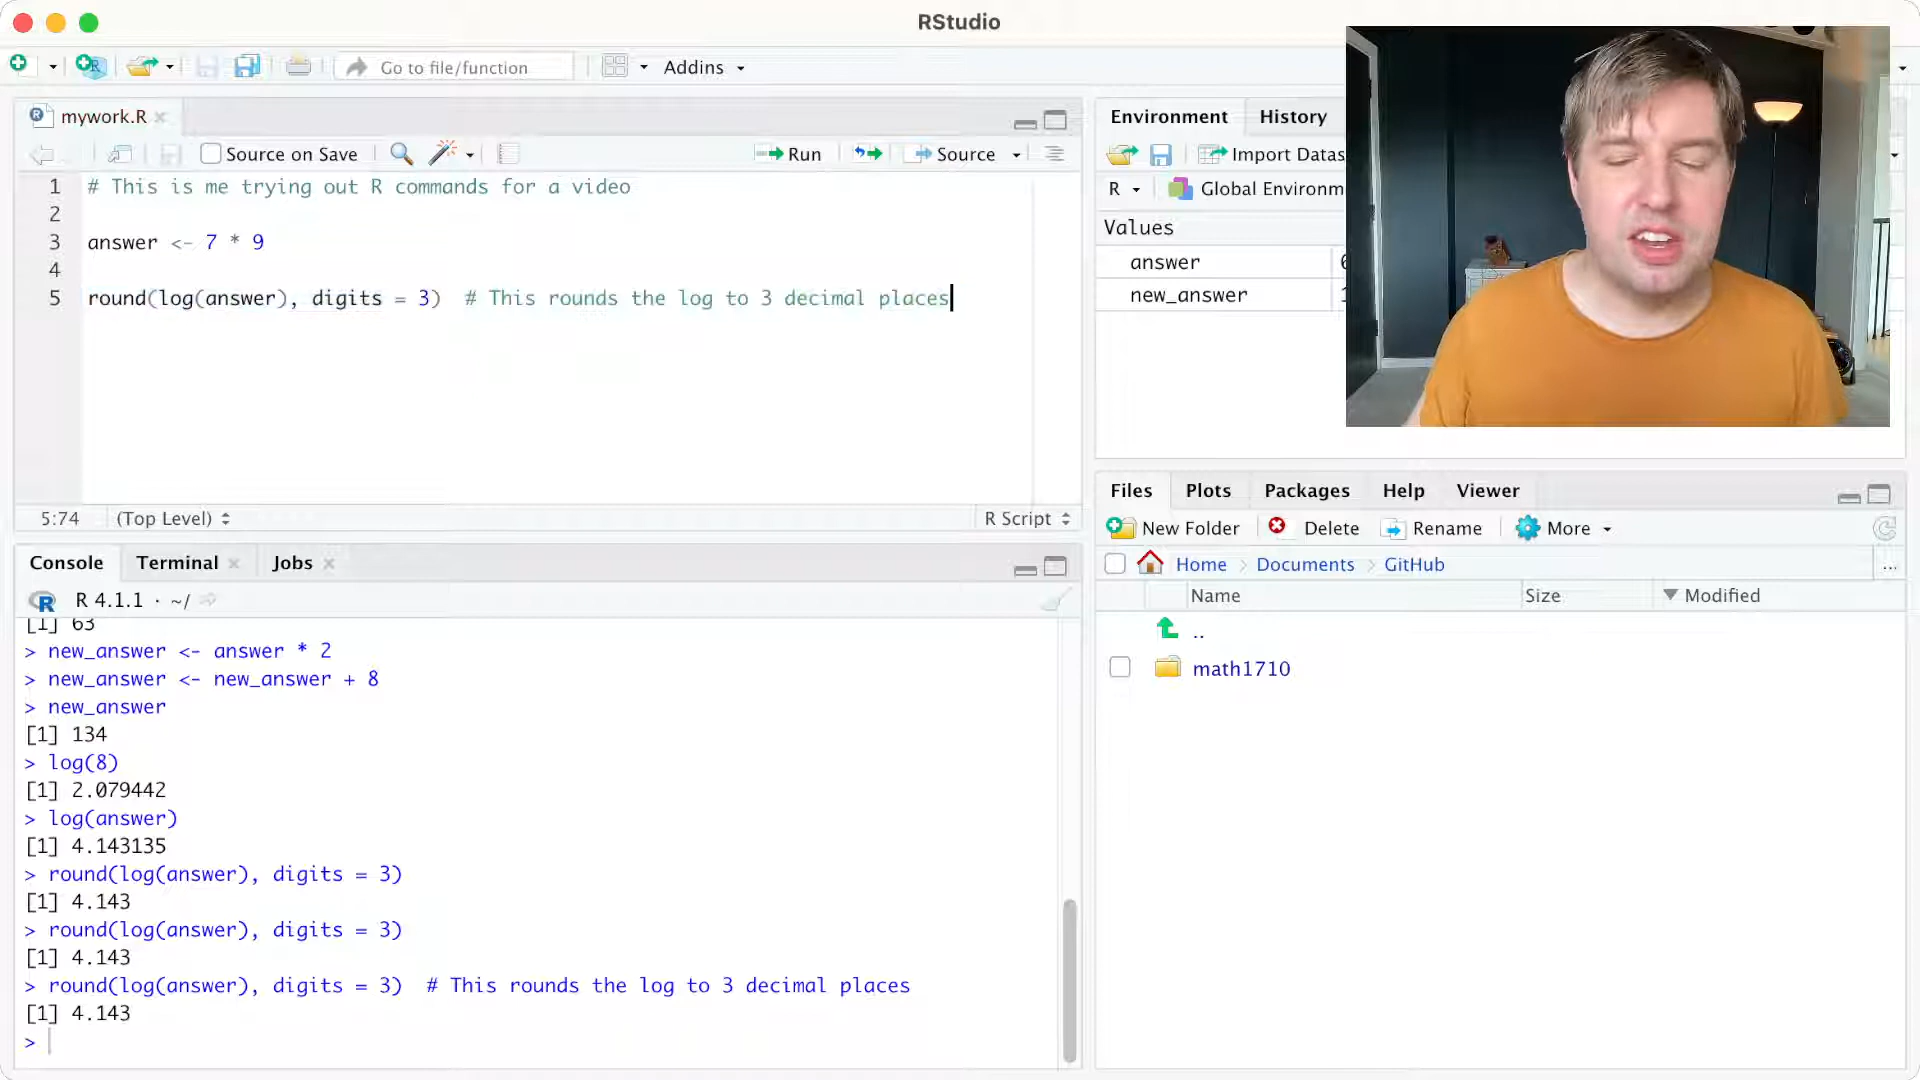 RStudio
Go to file/function
Addins
mywork.R
Source on Save
Run
Source
1 # This is me trying out R commands for a video
2
3 answer <- 7 * 9
4
5 round(log(answer), digits = 3)  # This rounds the log to 3 decimal places
5:74 (Top Level) R Script
Console Terminal Jobs
R 4.1.1 · ~/
[1] 63
> new_answer <- answer * 2
> new_answer <- new_answer + 8
> new_answer
[1] 134
> log(8)
[1] 2.079442
> log(answer)
[1] 4.143135
> round(log(answer), digits = 3)
[1] 4.143
> round(log(answer), digits = 3)
[1] 4.143
> round(log(answer), digits = 3)  # This rounds the log to 3 decimal places
[1] 4.143
>
Environment History
Import Datas
R Global Environm
Values
answer
new_answer
Files Plots Packages Help Viewer
New Folder Delete Rename More
Home Documents GitHub ...
Name Size Modified
..
math1710